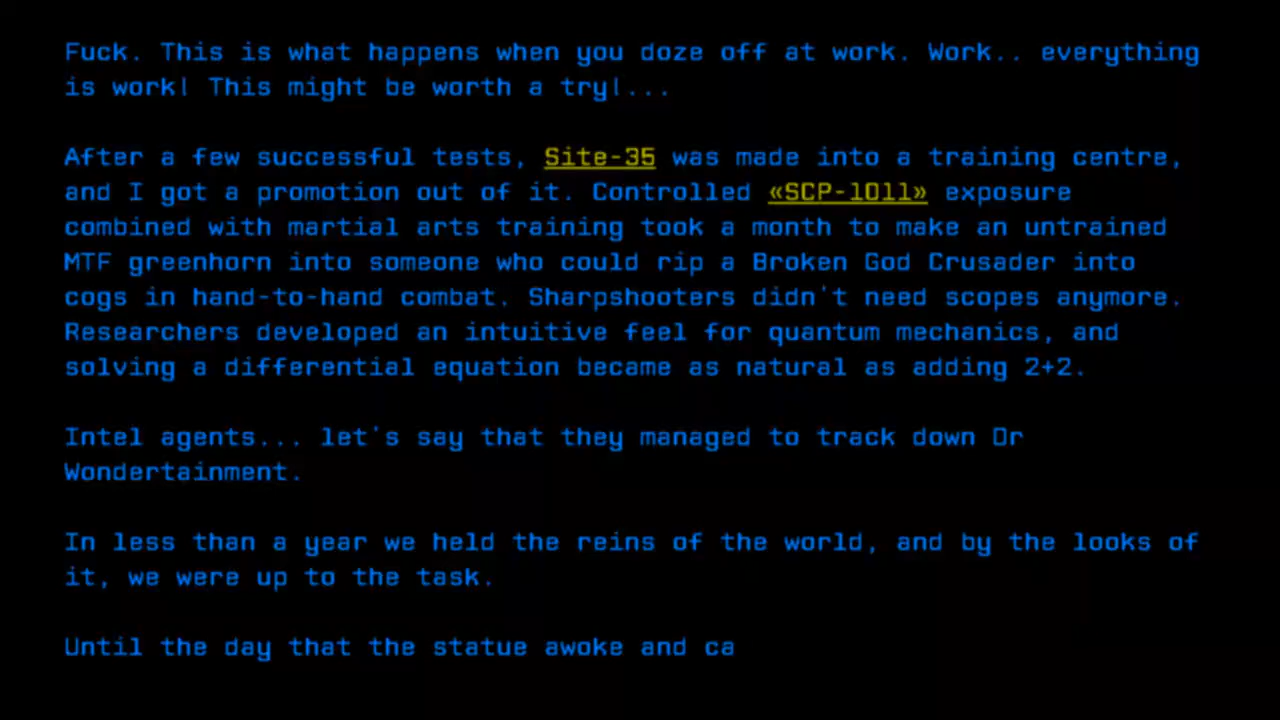 Fuck. This is what happens when you doze off at work. Work.. everything
is work! This might be worth a try!...
After a few successful tests, Site-35 was made into a training centre,
and I got a promotion out of it. Controlled «SCP-1011» exposure
combined with martial arts training took a month to make an untrained
MTF greenhorn into someone who could rip a Broken God Crusader into
cogs in hand-to-hand combat. Sharpshooters didn't need scopes anymore.
Researchers developed an intuitive feel for quantum mechanics, and
solving a differential equation became as natural as adding 2+2.
Intel agents... let's say that they managed to track down Dr
Wondertainment.
In less than a year we held the reins of the world, and by the looks of
it, we were up to the task.
Until the day that the statue awoke and ca